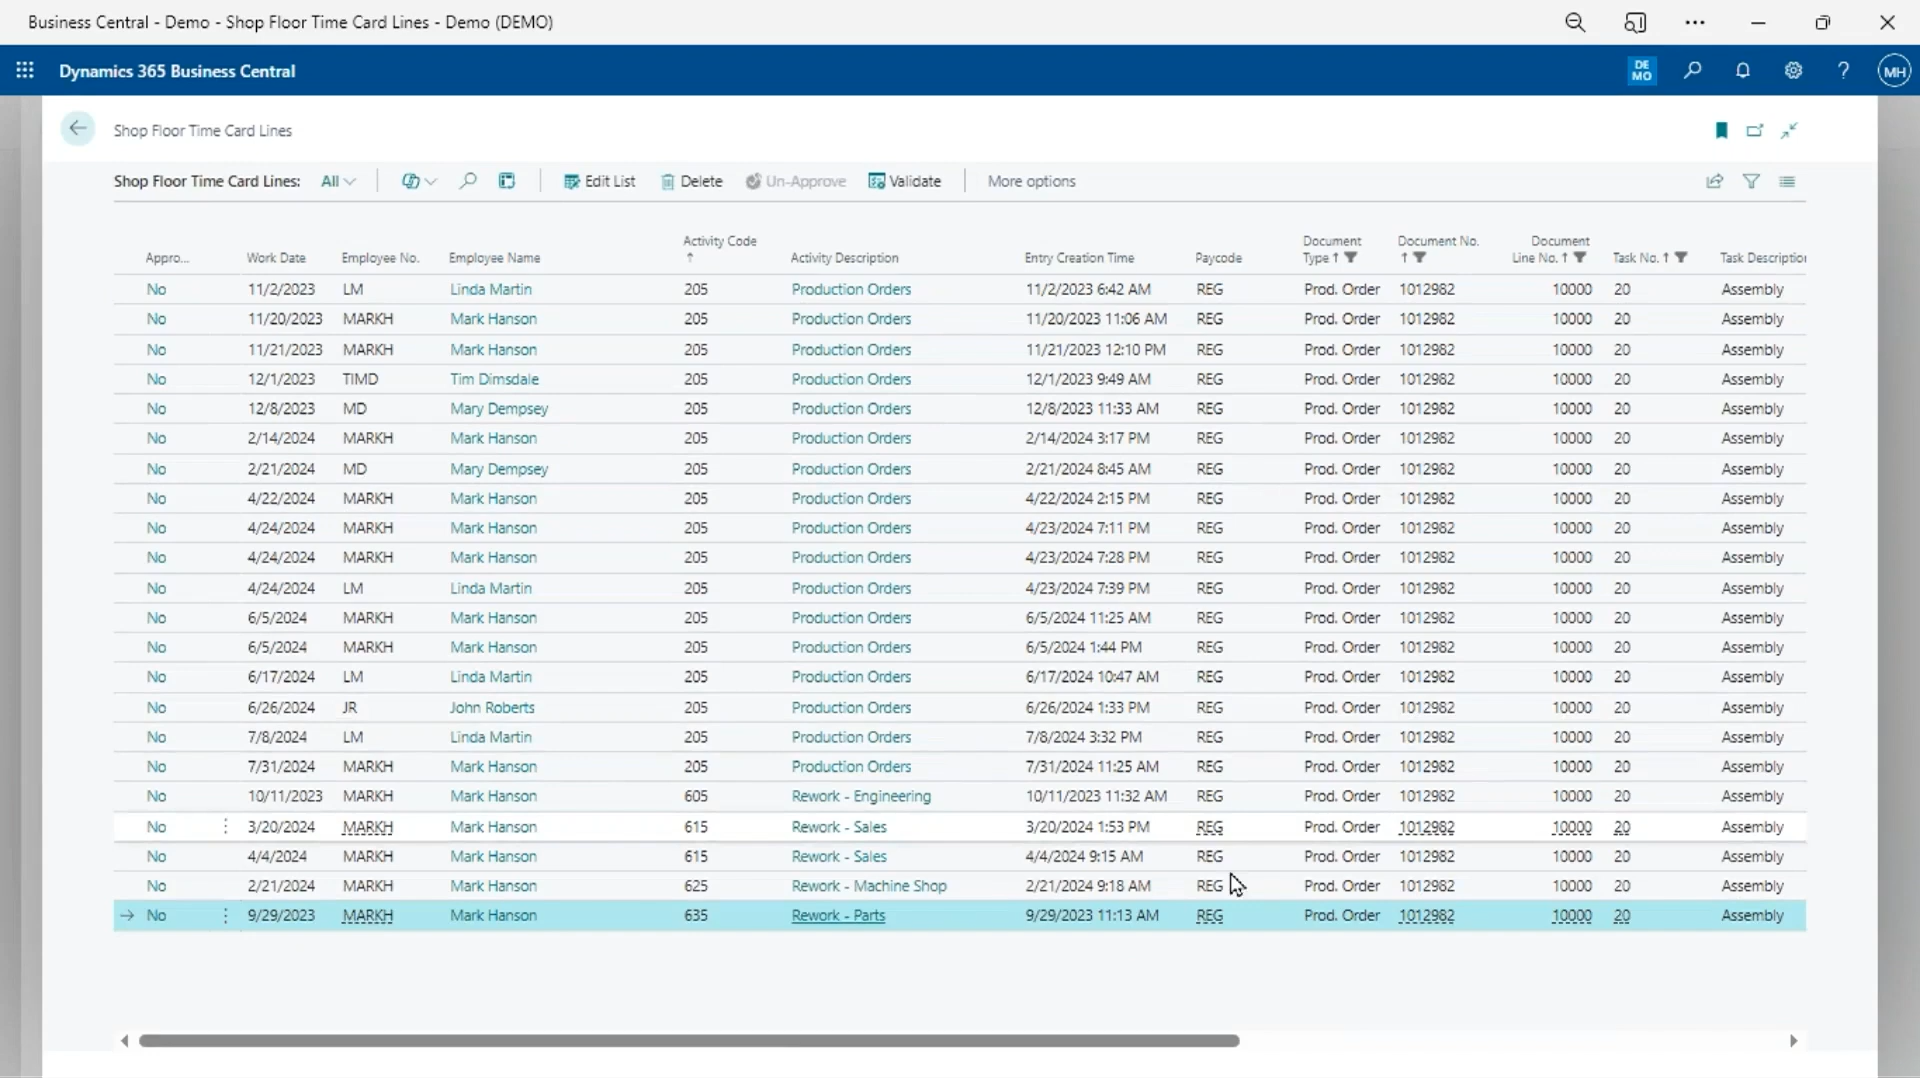 Business Central - Demo - Shop Floor Time Card Lines - Demo (DEMO)
Dynamics 365 Business Central
DE MO
?
MH
Shop Floor Time Card Lines
Shop Floor Time Card Lines: All Edit List Delete Un-Approve Validate More options
Appro... Work Date Employee No. Employee Name Activity Code ↑ Activity Description Entry Creation Time Paycode Document Type ↑ Document No. ↑ Document Line No. ↑ Task No. ↑ Task Description
No 11/2/2023 LM Linda Martin 205 Production Orders 11/2/2023 6:42 AM REG Prod. Order 1012982 10000 20 Assembly
No 11/20/2023 MARKH Mark Hanson 205 Production Orders 11/20/2023 11:06 AM REG Prod. Order 1012982 10000 20 Assembly
No 11/21/2023 MARKH Mark Hanson 205 Production Orders 11/21/2023 12:10 PM REG Prod. Order 1012982 10000 20 Assembly
No 12/1/2023 TIMD Tim Dimsdale 205 Production Orders 12/1/2023 9:49 AM REG Prod. Order 1012982 10000 20 Assembly
No 12/8/2023 MD Mary Dempsey 205 Production Orders 12/8/2023 11:33 AM REG Prod. Order 1012982 10000 20 Assembly
No 2/14/2024 MARKH Mark Hanson 205 Production Orders 2/14/2024 3:17 PM REG Prod. Order 1012982 10000 20 Assembly
No 2/21/2024 MD Mary Dempsey 205 Production Orders 2/21/2024 8:45 AM REG Prod. Order 1012982 10000 20 Assembly
No 4/22/2024 MARKH Mark Hanson 205 Production Orders 4/22/2024 2:15 PM REG Prod. Order 1012982 10000 20 Assembly
No 4/24/2024 MARKH Mark Hanson 205 Production Orders 4/23/2024 7:11 PM REG Prod. Order 1012982 10000 20 Assembly
No 4/24/2024 MARKH Mark Hanson 205 Production Orders 4/23/2024 7:28 PM REG Prod. Order 1012982 10000 20 Assembly
No 4/24/2024 LM Linda Martin 205 Production Orders 4/23/2024 7:39 PM REG Prod. Order 1012982 10000 20 Assembly
No 6/5/2024 MARKH Mark Hanson 205 Production Orders 6/5/2024 11:25 AM REG Prod. Order 1012982 10000 20 Assembly
No 6/5/2024 MARKH Mark Hanson 205 Production Orders 6/5/2024 1:44 PM REG Prod. Order 1012982 10000 20 Assembly
No 6/17/2024 LM Linda Martin 205 Production Orders 6/17/2024 10:47 AM REG Prod. Order 1012982 10000 20 Assembly
No 6/26/2024 JR John Roberts 205 Production Orders 6/26/2024 1:33 PM REG Prod. Order 1012982 10000 20 Assembly
No 7/8/2024 LM Linda Martin 205 Production Orders 7/8/2024 3:32 PM REG Prod. Order 1012982 10000 20 Assembly
No 7/31/2024 MARKH Mark Hanson 205 Production Orders 7/31/2024 11:25 AM REG Prod. Order 1012982 10000 20 Assembly
No 10/11/2023 MARKH Mark Hanson 605 Rework - Engineering 10/11/2023 11:32 AM REG Prod. Order 1012982 10000 20 Assembly
No 3/20/2024 MARKH Mark Hanson 615 Rework - Sales 3/20/2024 1:53 PM REG Prod. Order 1012982 10000 20 Assembly
No 4/4/2024 MARKH Mark Hanson 615 Rework - Sales 4/4/2024 9:15 AM REG Prod. Order 1012982 10000 20 Assembly
No 2/21/2024 MARKH Mark Hanson 625 Rework - Machine Shop 2/21/2024 9:18 AM REG Prod. Order 1012982 10000 20 Assembly
→ No 9/29/2023 MARKH Mark Hanson 635 Rework - Parts 9/29/2023 11:13 AM REG Prod. Order 1012982 10000 20 Assembly